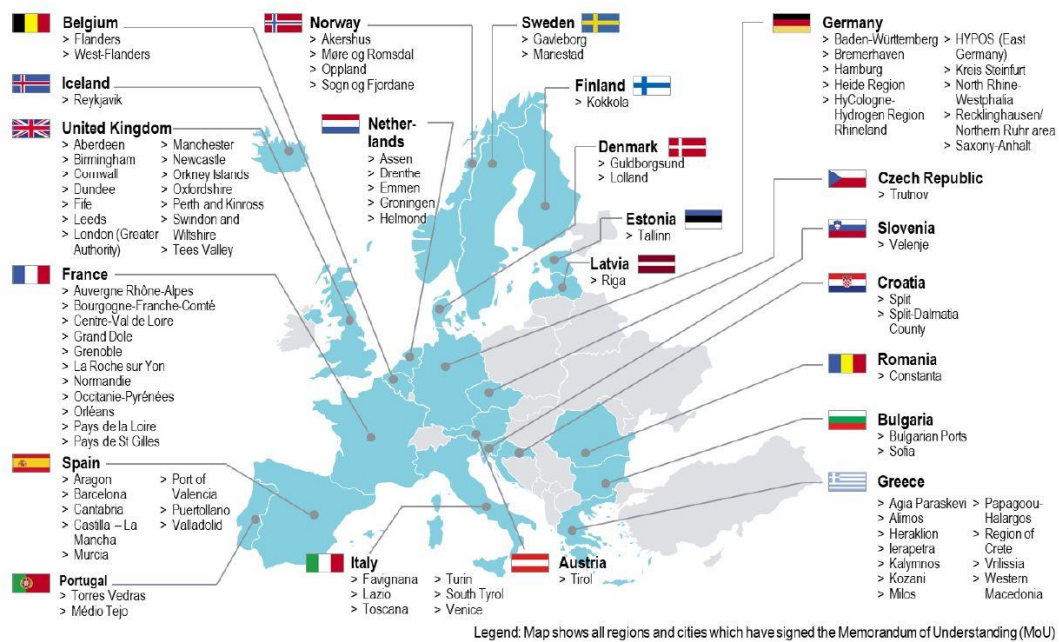 Belgium
> Flanders
> West-Flanders
Iceland
> Reykjavik
United Kingdom
> Aberdeen
> Birmingham
> Cornwall
> Dundee
> Fife
> Leeds
> London (Greater
Authority)
> Manchester
> Newcastle
> Orkney Islands
> Oxfordshire
> Perth and Kinross
> Swindon and
Wiltshire
> Tees Valley
France
> Auvergne Rhône-Alpes
> Bourgogne-Franche-Comté
> Centre-Val de Loire
> Grand Dole
> Grenoble
> La Roche sur Yon
> Normandie
> Occitanie-Pyrénées
> Orléans
> Pays de la Loire
> Pays de St Gilles
Spain
> Aragon
> Barcelona
> Cantabria
> Castilla – La
Mancha
> Murcia
> Port of
Valencia
> Puertollano
> Valladolid
Portugal
> Torres Vedras
> Médio Tejo
Norway
> Akershus
> Møre og Romsdal
> Oppland
> Sogn og Fjordane
Nether-
lands
> Assen
> Drenthe
> Emmen
> Groningen
> Helmond
Sweden
> Gavleborg
> Mariestad
Finland
> Kokkola
Denmark
> Guldborgsund
> Lolland
Estonia
> Tallinn
Latvia
> Riga
Italy
> Favignana
> Lazio
> Toscana
> Turin
> South Tyrol
> Venice
Austria
> Tirol
Germany
> Baden-Württemberg
> Bremerhaven
> Hamburg
> Heide Region
> HyCologne-
Hydrogen Region
Rhineland
> HYPOS (East
Germany)
> Kreis Steinfurt
> North Rhine-
Westphalia
> Recklinghausen/
Northern Ruhr area
> Saxony-Anhalt
Czech Republic
> Trutnov
Slovenia
> Velenje
Croatia
> Split
> Split-Dalmatia
County
Romania
> Constanta
Bulgaria
> Bulgarian Ports
> Sofia
Greece
> Agia Paraskevi
> Alimos
> Heraklion
> Ierapetra
> Kalymnos
> Kozani
> Milos
> Papagoou-
Halargos
> Region of
Crete
> Vrilissia
> Western
Macedonia
Legend: Map shows all regions and cities which have signed the Memorandum of Understanding (MoU)